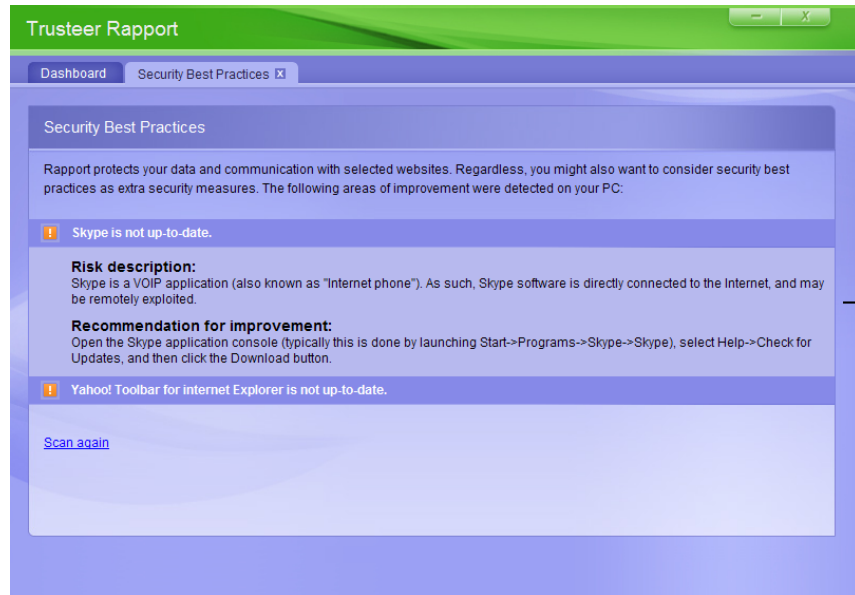 Trusteer Rapport
Dashboard
Security Best Practices
Security Best Practices
Rapport protects your data and communication with selected websites. Regardless, you might also want to consider security best
practices as extra security measures. The following areas of improvement were detected on your PC:
Skype is not up-to-date.
Risk description:
Skype is a VOIP application (also known as "Internet phone"). As such, Skype software is directly connected to the Internet, and may
be remotely exploited.
Recommendation for improvement:
Open the Skype application console (typically this is done by launching Start->Programs->Skype->Skype), select Help->Check for
Updates, and then click the Download button.
Yahoo! Toolbar for internet Explorer is not up-to-date.
Scan again